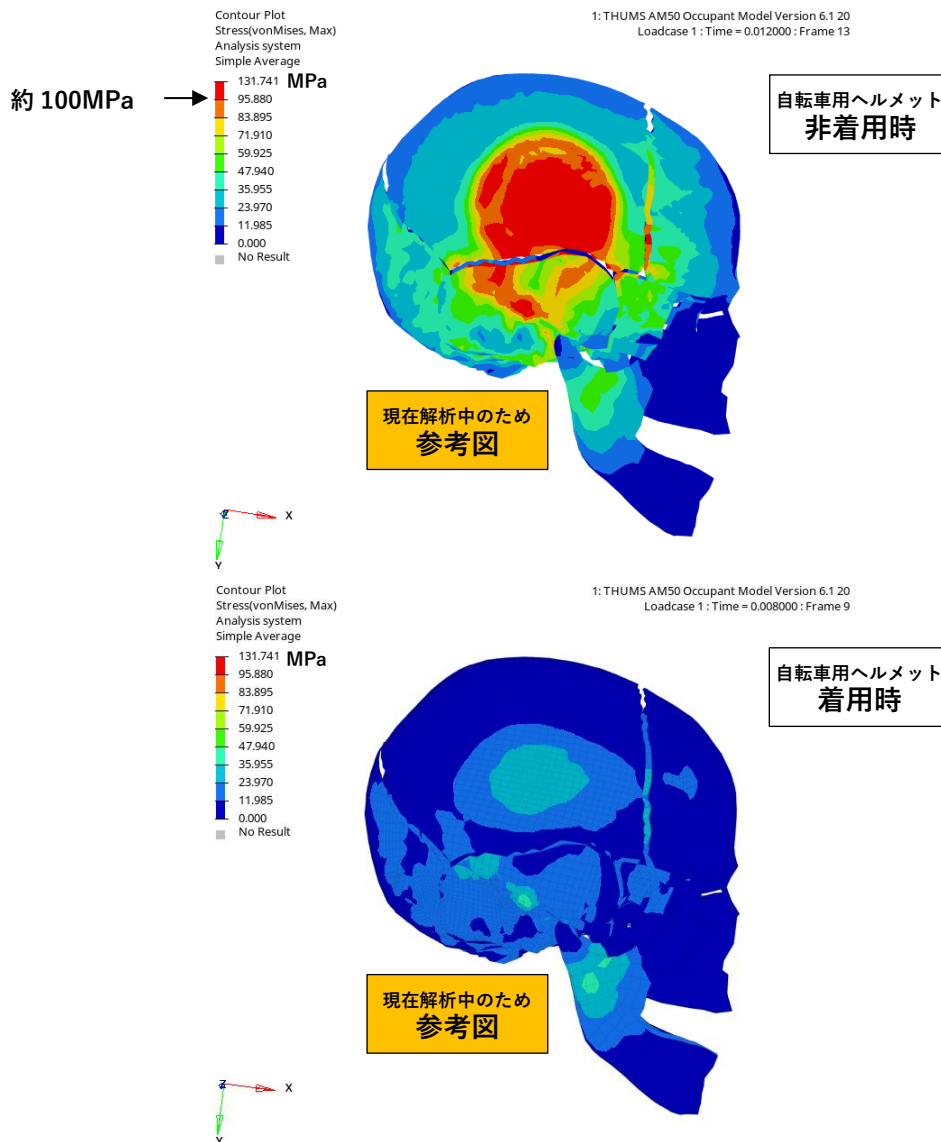 Contour Plot
Stress(vonMises, Max)
Analysis system
Simple Average
131.741 MPa
95.880
83.895
71.910
59.925
47.940
35.955
23.970
11.985
0.000
No Result
約 100MPa
1: THUMS AM50 Occupant Model Version 6.1 20
Loadcase 1 : Time = 0.012000 : Frame 13
自転車用ヘルメット
非着用時
現在解析中のため
参考図
Z
X
Y
Contour Plot
Stress(vonMises, Max)
Analysis system
Simple Average
131.741 MPa
95.880
83.895
71.910
59.925
47.940
35.955
23.970
11.985
0.000
No Result
1: THUMS AM50 Occupant Model Version 6.1 20
Loadcase 1 : Time = 0.008000 : Frame 9
自転車用ヘルメット
着用時
現在解析中のため
参考図
Z
X
Y